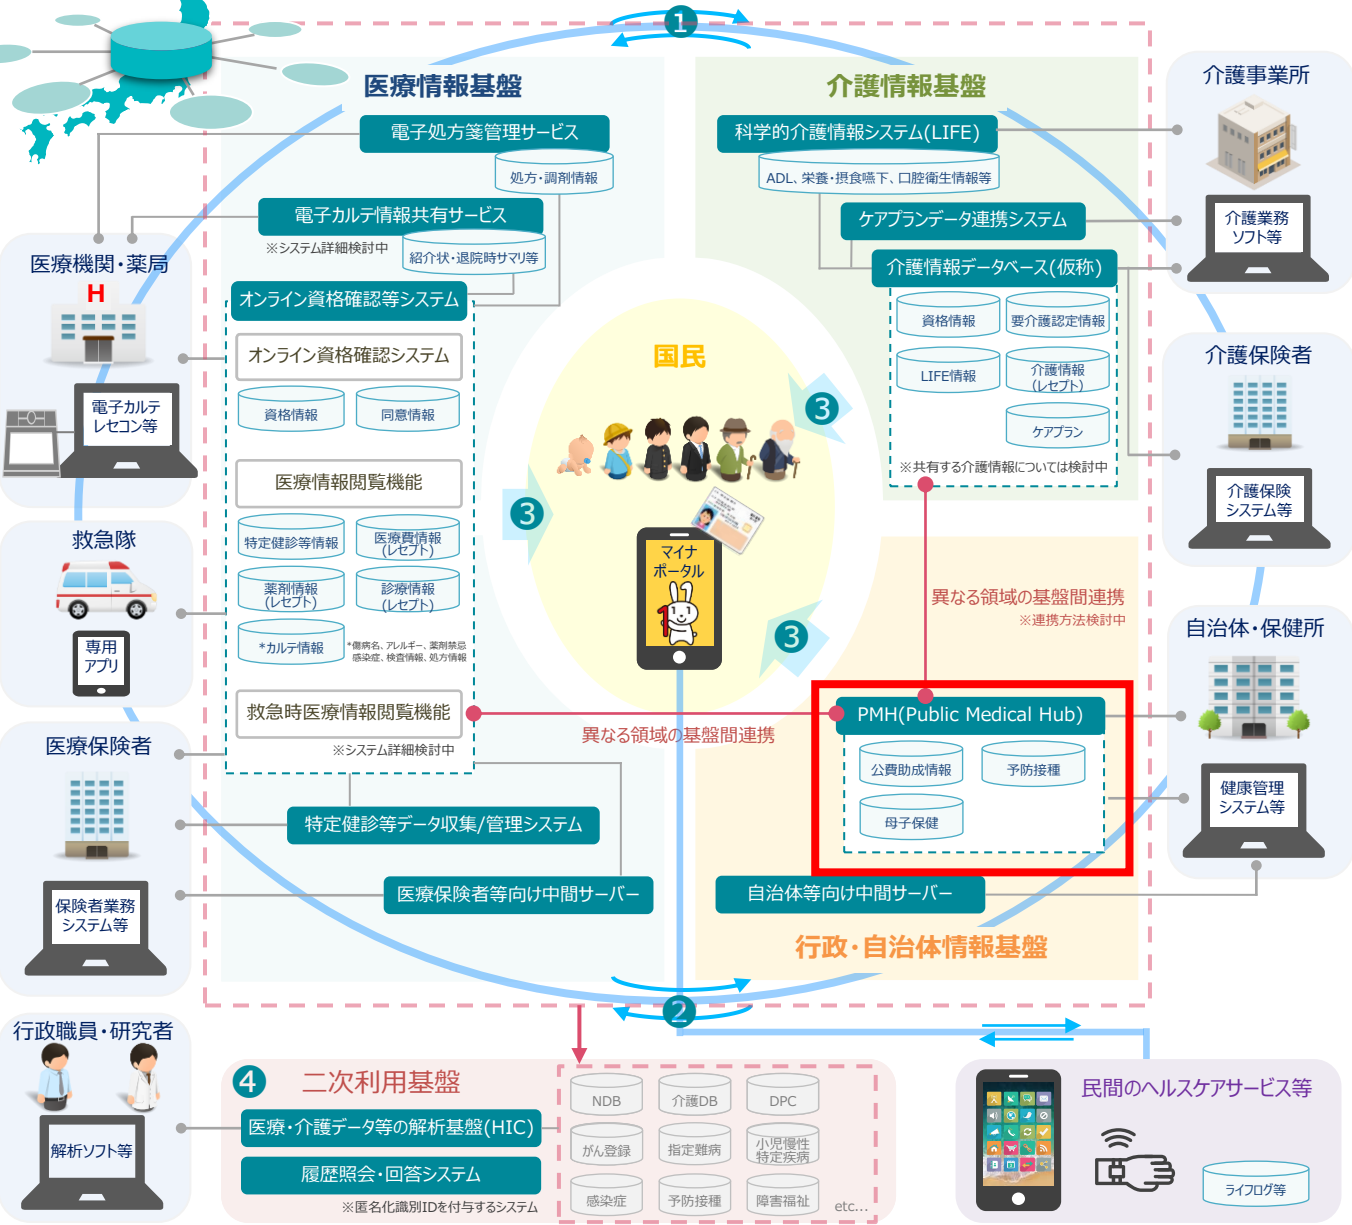 1
医療情報基盤
電子処方箋管理サービス
処方・調剤情報
電子カルテ情報共有サービス
※システム詳細検討中
紹介状・退院時サマリ等
オンライン資格確認等システム
オンライン資格確認システム
資格情報
同意情報
医療情報閲覧機能
特定健診等情報
医療費情報
(レセプト)
薬剤情報
(レセプト)
診療情報
(レセプト)
*カルテ情報
*傷病名、アレルギー、薬剤禁忌
感染症、検査情報、処方情報
救急時医療情報閲覧機能
※システム詳細検討中
特定健診等データ収集/管理システム
医療保険者等向け中間サーバー
介護情報基盤
科学的介護情報システム(LIFE)
ADL、栄養・摂食嚥下、口腔衛生情報等
ケアプランデータ連携システム
介護情報データベース(仮称)
資格情報
要介護認定情報
LIFE情報
介護情報
(レセプト)
ケアプラン
※共有する介護情報については検討中
国民
マイナ
ポータル
3
3
3
異なる領域の基盤間連携
※連携方法検討中
異なる領域の基盤間連携
PMH(Public Medical Hub)
公費助成情報
予防接種
母子保健
自治体等向け中間サーバー
行政・自治体情報基盤
2
医療機関・薬局
H
電子カルテ
レセコン等
救急隊
専用
アプリ
医療保険者
保険者業務
システム等
行政職員・研究者
解析ソフト等
介護事業所
介護業務
ソフト等
介護保険者
介護保険
システム等
自治体・保健所
健康管理
システム等
4
二次利用基盤
医療・介護データ等の解析基盤(HIC)
履歴照会・回答システム
※匿名化識別IDを付与するシステム
NDB
介護DB
DPC
がん登録
指定難病
小児慢性
特定疾病
感染症
予防接種
障害福祉
etc...
民間のヘルスケアサービス等
ライフログ等